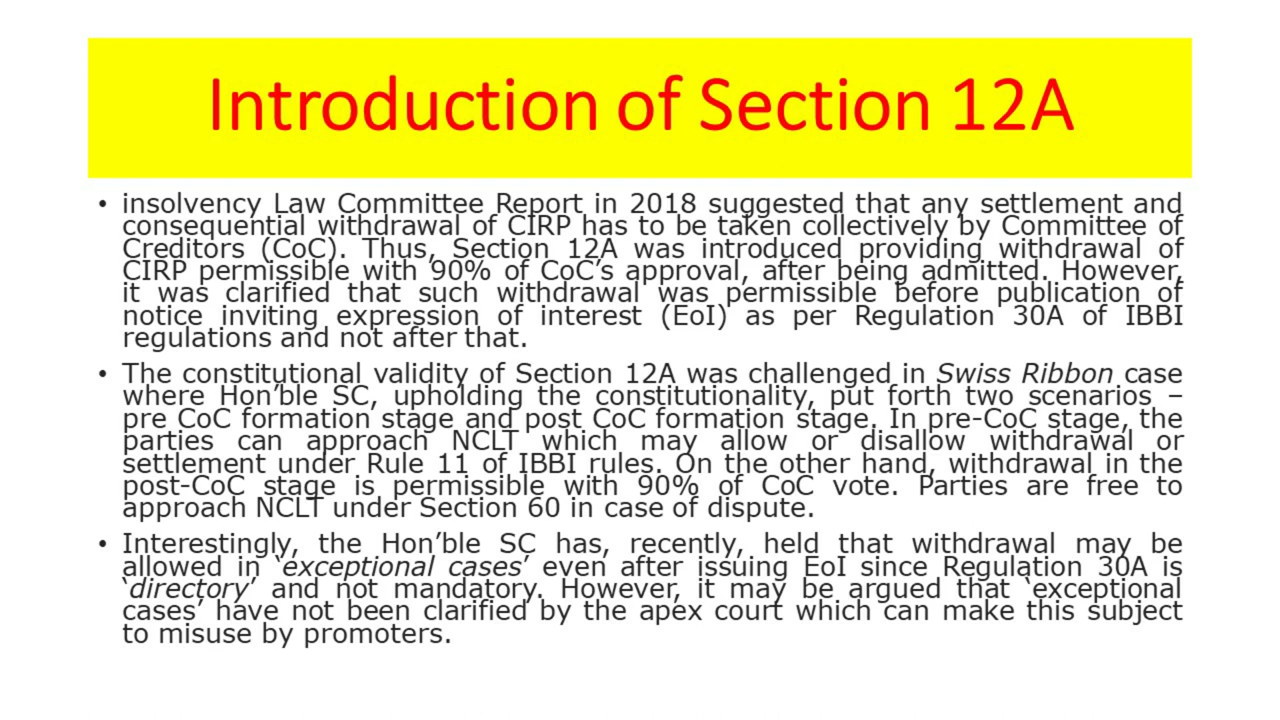 Introduction of Section 12A
• insolvency Law Committee Report in 2018 suggested that any settlement and
consequential withdrawal of CIRP has to be taken collectively by Committee of
Creditors (CoC). Thus, Section 12A was introduced providing withdrawal of
CIRP permissible with 90% of CoC’s approval, after being admitted. However,
it was clarified that such withdrawal was permissible before publication of
notice inviting expression of interest (EoI) as per Regulation 30A of IBBI
regulations and not after that.
• The constitutional validity of Section 12A was challenged in Swiss Ribbon case
where Hon’ble SC, upholding the constitutionality, put forth two scenarios –
pre CoC formation stage and post CoC formation stage. In pre-CoC stage, the
parties can approach NCLT which may allow or disallow withdrawal or
settlement under Rule 11 of IBBI rules. On the other hand, withdrawal in the
post-CoC stage is permissible with 90% of CoC vote. Parties are free to
approach NCLT under Section 60 in case of dispute.
• Interestingly, the Hon’ble SC has, recently, held that withdrawal may be
allowed in ‘exceptional cases’ even after issuing EoI since Regulation 30A is
‘directory’ and not mandatory. However, it may be argued that ‘exceptional
cases’ have not been clarified by the apex court which can make this subject
to misuse by promoters.